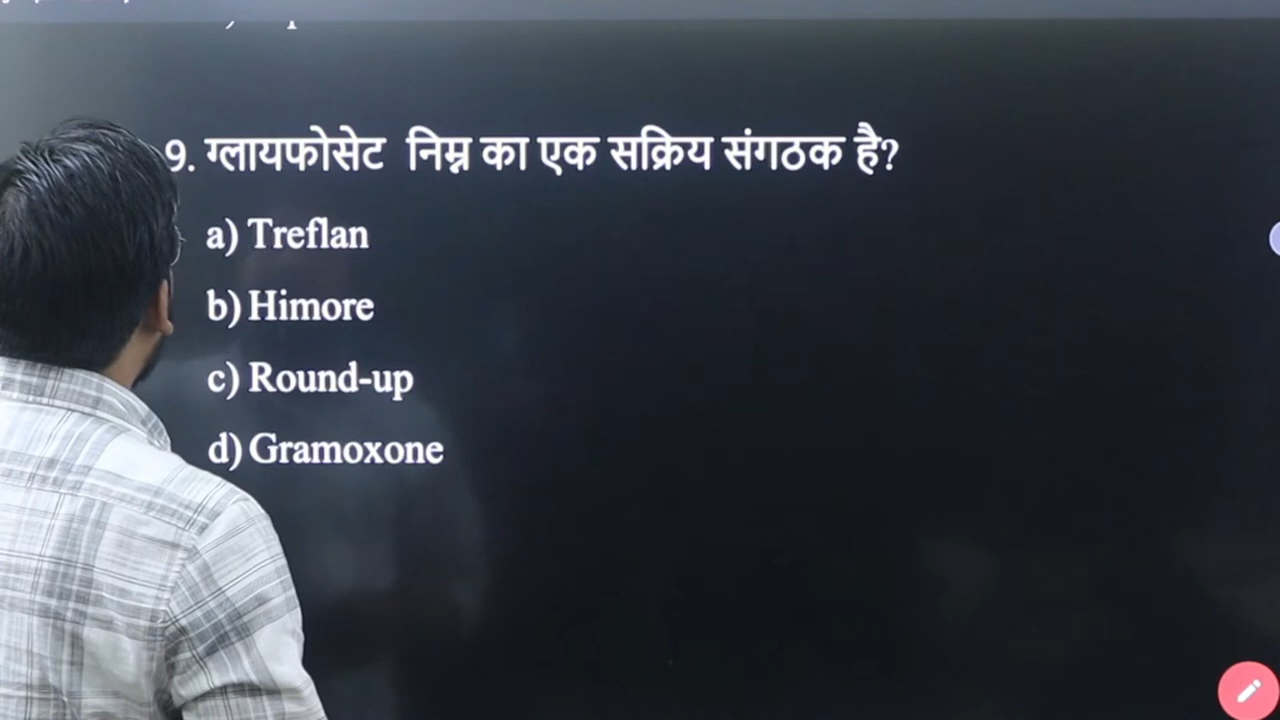 9. ग्लायफोसेट निम्न का एक सक्रिय संगठक है?
a) Treflan
b) Himore
c) Round-up
d) Gramoxone